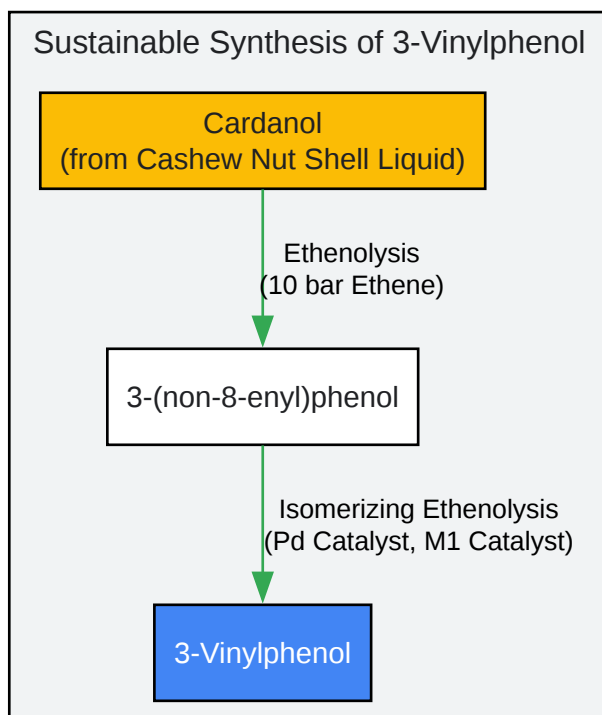 Sustainable Synthesis of 3-Vinylphenol
Cardanol
(from Cashew Nut Shell Liquid)
Ethenolysis
(10 bar Ethene)
3-(non-8-enyl)phenol
Isomerizing Ethenolysis
(Pd Catalyst, M1 Catalyst)
3-Vinylphenol